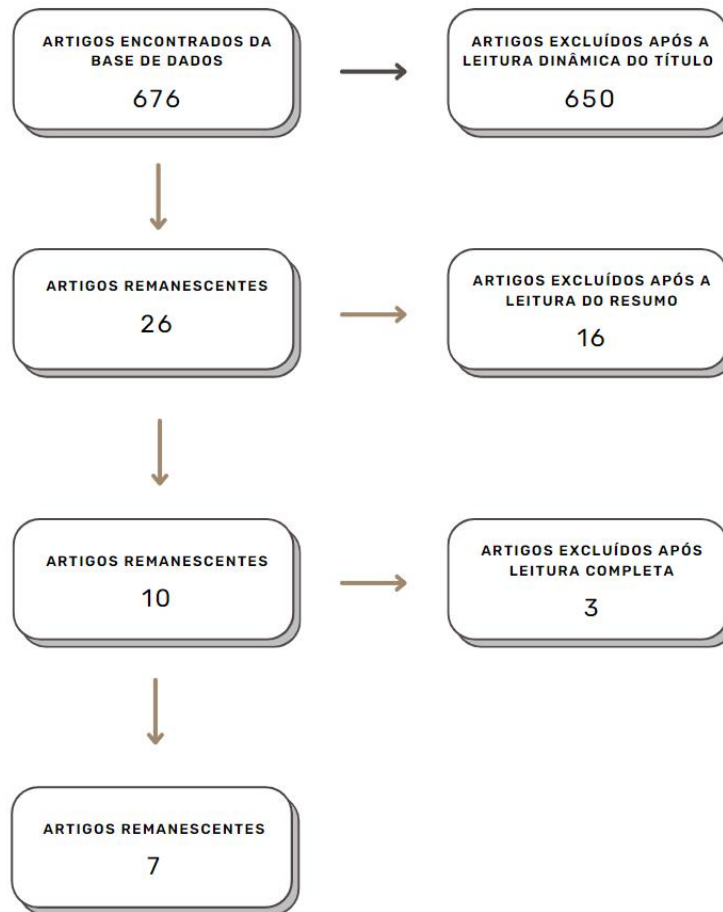 ARTIGOS ENCONTRADOS DA
BASE DE DADOS
676
ARTIGOS EXCLUÍDOS APÓS A
LEITURA DINÂMICA DO TÍTULO
650
ARTIGOS REMANESCENTES
26
ARTIGOS EXCLUÍDOS APÓS A
LEITURA DO RESUMO
16
ARTIGOS REMANESCENTES
10
ARTIGOS EXCLUÍDOS APÓS
LEITURA COMPLETA
3
ARTIGOS REMANESCENTES
7